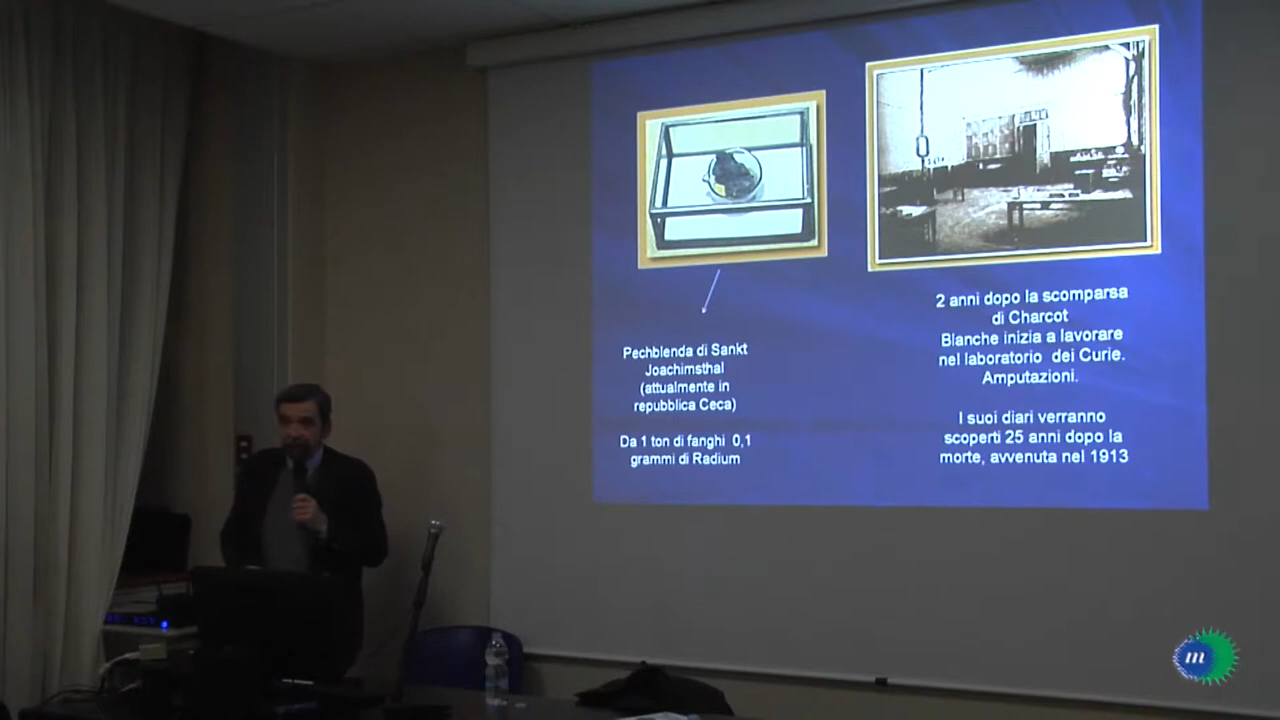 Pechblenda di Sankt
Joachimsthal
(attualmente in
repubblica Ceca)
Da 1 ton di fanghi 0,1
grammi di Radium
2 anni dopo la scomparsa
di Charcot
Blanche inizia a lavorare
nel laboratorio dei Curie.
Amputazioni.
I suoi diari verranno
scoperti 25 anni dopo la
morte, avvenuta nel 1913
m